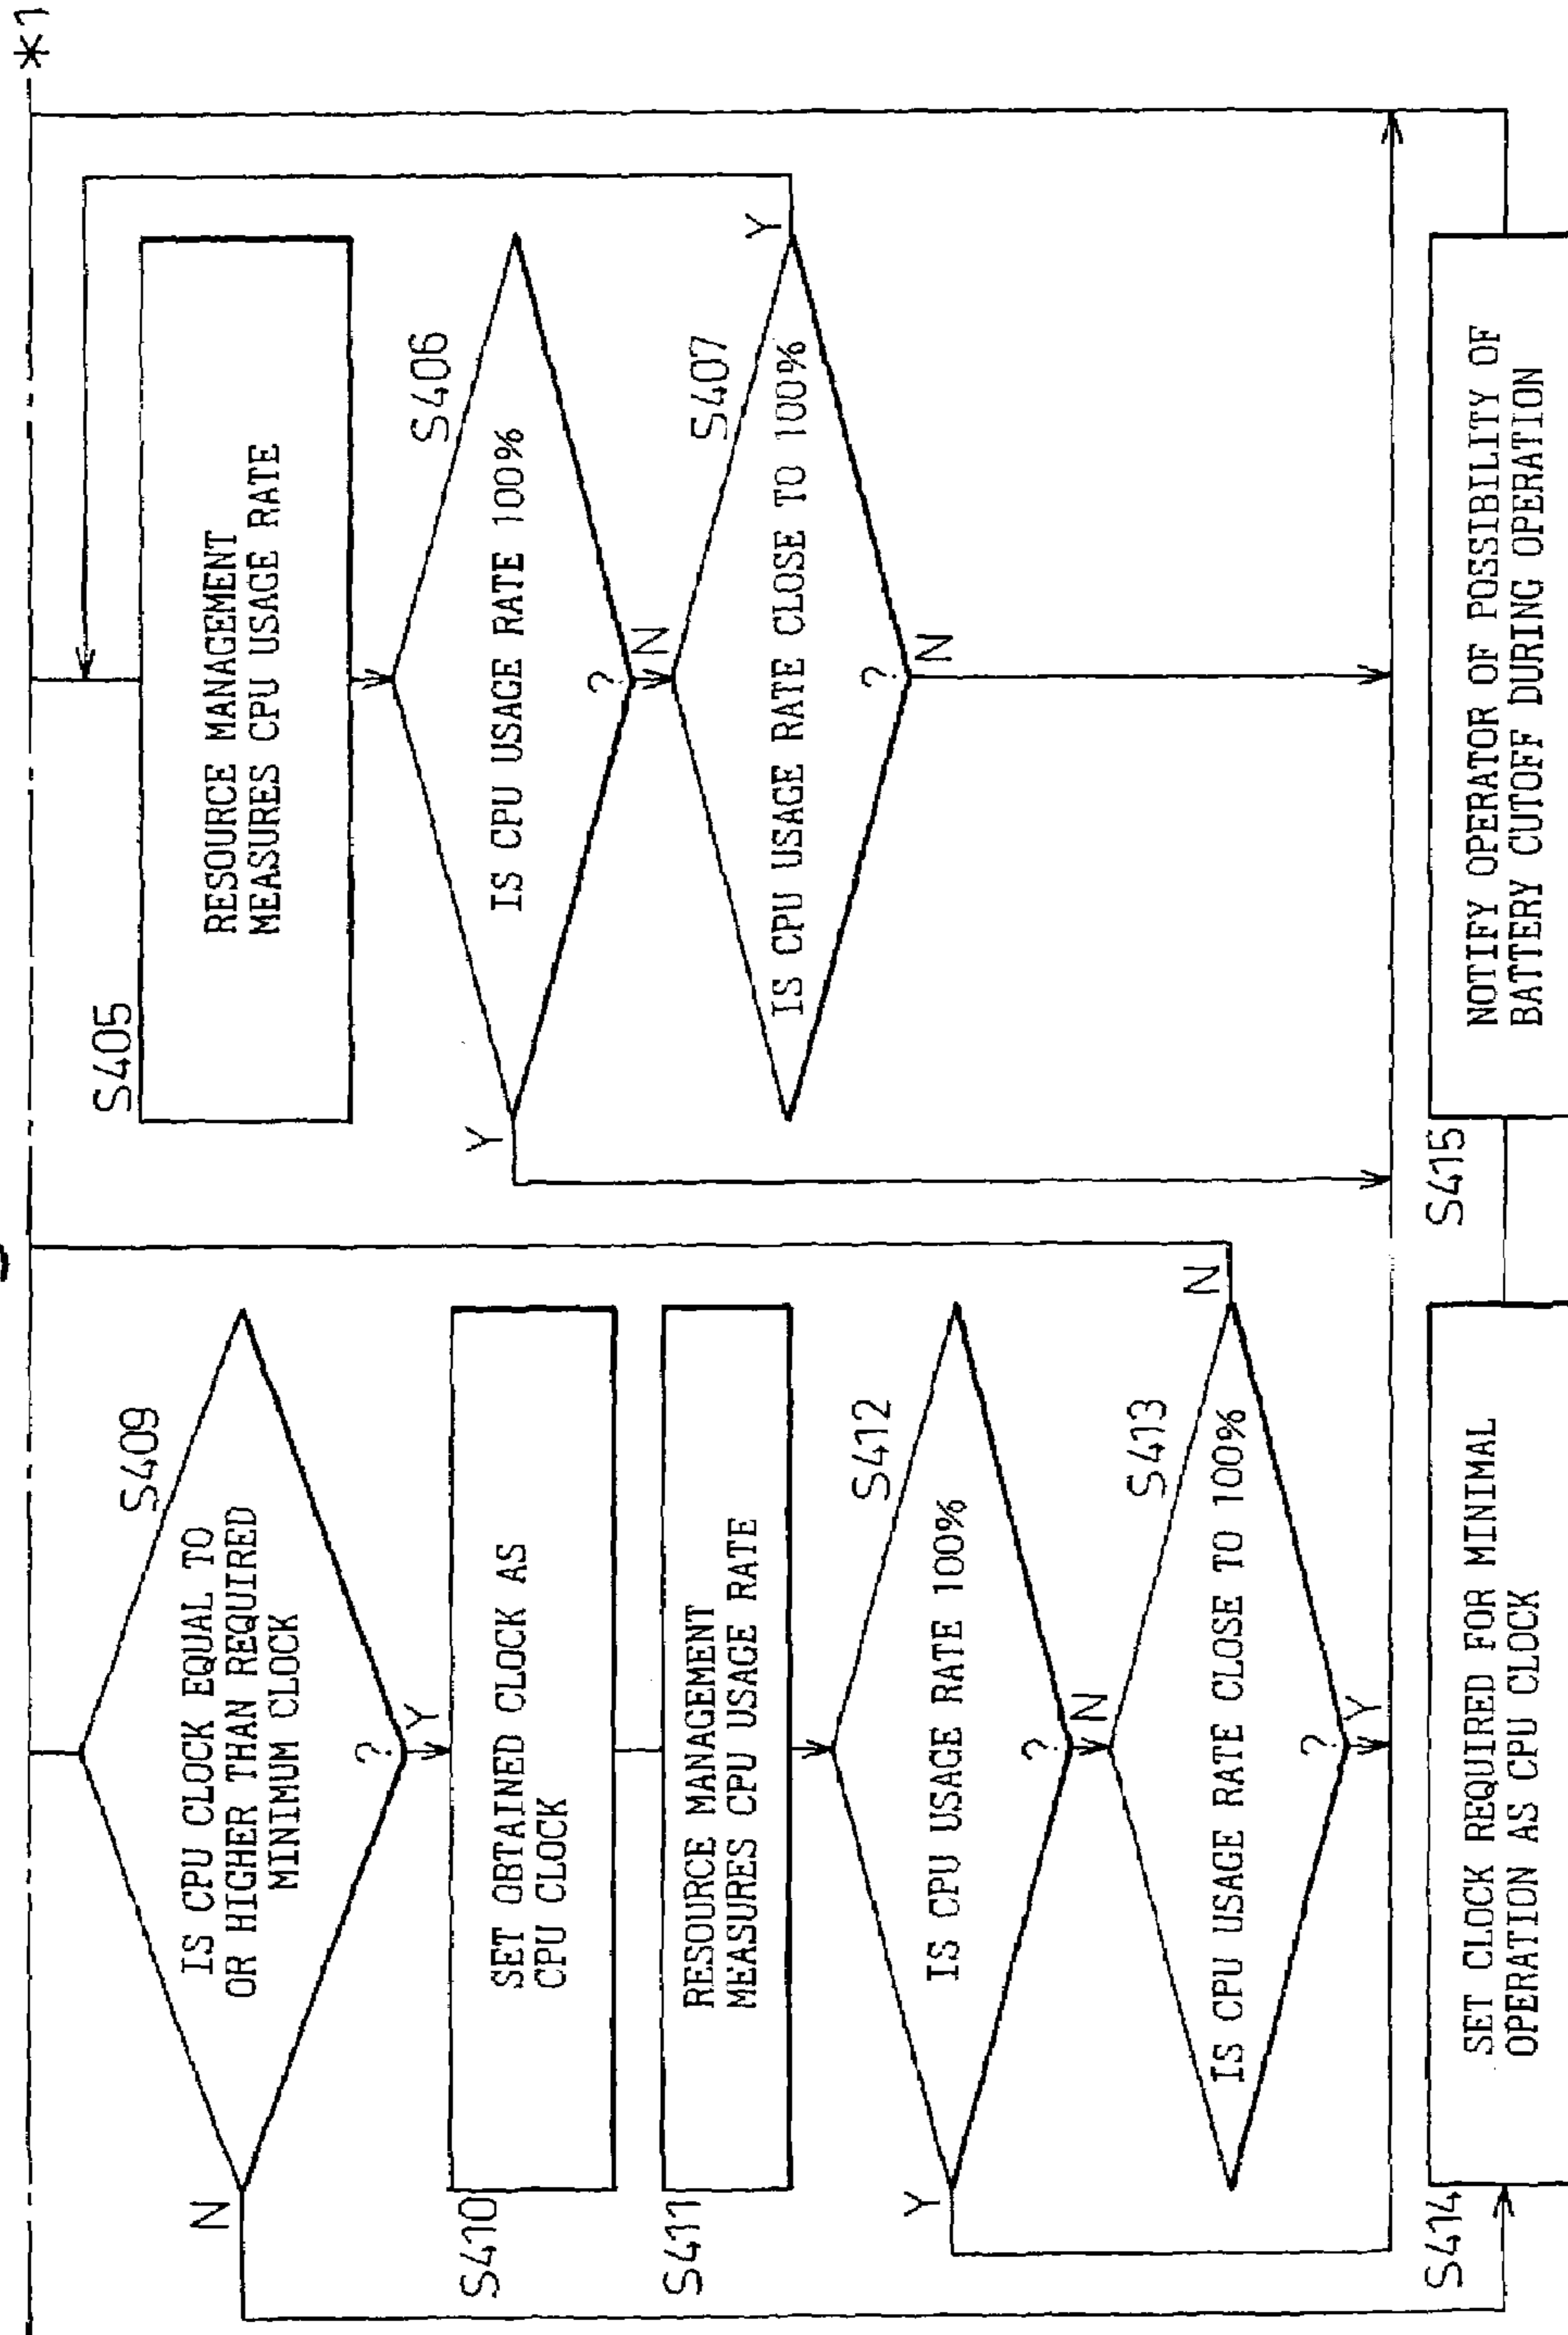 *1
S405
RESOURCE MANAGEMENT
MEASURES CPU USAGE RATE
S406
IS CPU USAGE RATE 100%
?
Y
N
S407
IS CPU USAGE RATE CLOSE TO 100%
?
Y
N
S409
IS CPU CLOCK EQUAL TO
OR HIGHER THAN REQUIRED
MINIMUM CLOCK
?
N
Y
S410
SET OBTAINED CLOCK AS
CPU CLOCK
S411
RESOURCE MANAGEMENT
MEASURES CPU USAGE RATE
S412
IS CPU USAGE RATE 100%
?
Y
N
S413
IS CPU USAGE RATE CLOSE TO 100%
?
N
Y
S414
SET CLOCK REQUIRED FOR MINIMAL
OPERATION AS CPU CLOCK
S415
NOTIFY OPERATOR OF POSSIBILITY OF
BATTERY CUTOFF DURING OPERATION